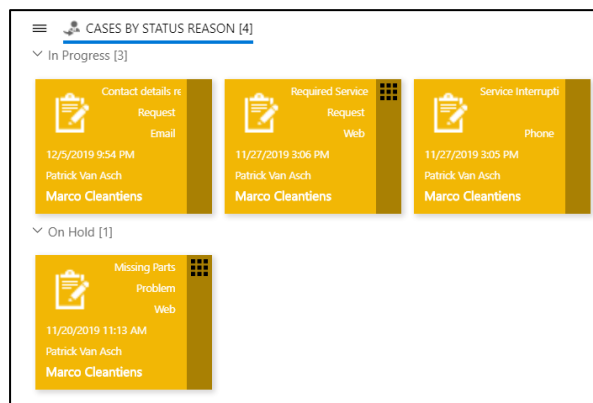 CASES BY STATUS REASON [4]
In Progress [3]
Contact details re
Request
Email
12/5/2019 9:54 PM
Patrick Van Asch
Marco Cleantiens
Required Service
Request
Web
11/27/2019 3:06 PM
Patrick Van Asch
Marco Cleantiens
Service Interrupti
Phone
11/27/2019 3:05 PM
Patrick Van Asch
Marco Cleantiens
On Hold [1]
Missing Parts
Problem
Web
11/20/2019 11:13 AM
Patrick Van Asch
Marco Cleantiens